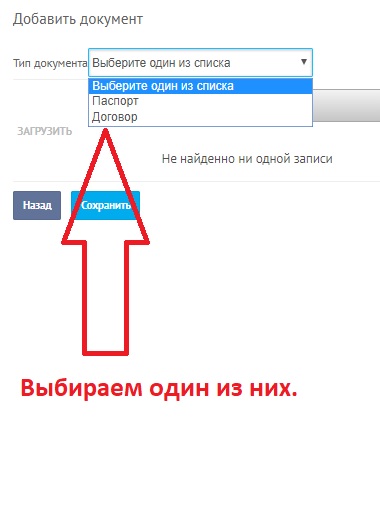 Добавить документ
Тип документа Выберите один из списка
Выберите один из списка
Паспорт
Договор
ЗАГРУЗИТЬ
Не найденно ни одной записи
Назад Сохранить
Выбираем один из них.